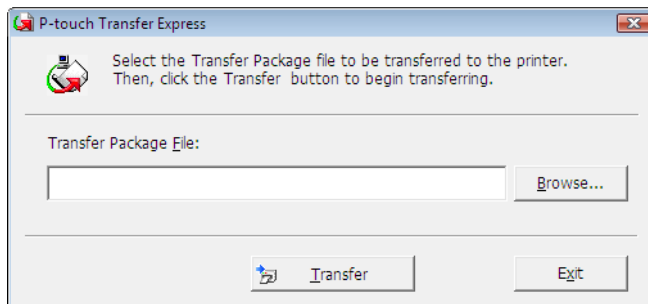 P-touch Transfer Express
Select the Transfer Package file to be transferred to the printer.
Then, click the Transfer button to begin transferring.
Transfer Package File:
Browse...
Transfer
Exit